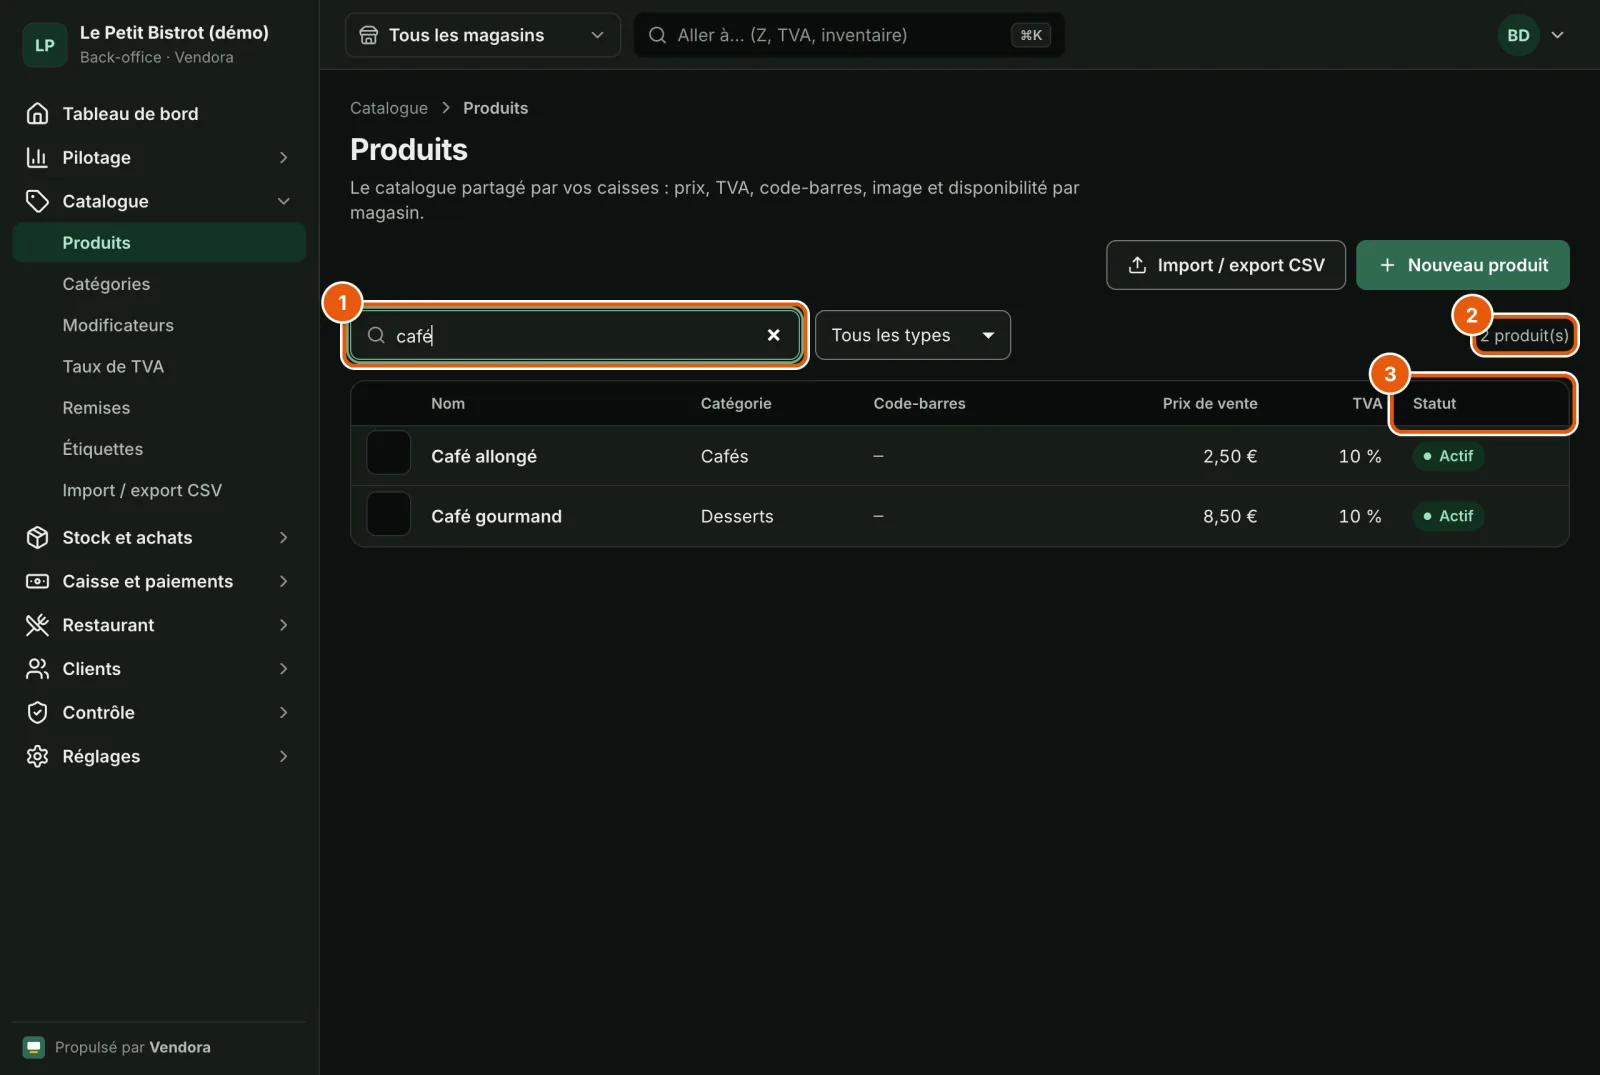 LP
Le Petit Bistrot (démo)
Back-office · Vendora
Tous les magasins
Aller à... (Z, TVA, inventaire)
⌘K
BD
Tableau de bord
Pilotage
Catalogue
Produits
Catégories
Modificateurs
Taux de TVA
Remises
Étiquettes
Import / export CSV
Stock et achats
Caisse et paiements
Restaurant
Clients
Contrôle
Réglages
Propulsé par Vendora
Catalogue > Produits
Produits
Le catalogue partagé par vos caisses : prix, TVA, code-barres, image et disponibilité par
magasin.
Import / export CSV
+ Nouveau produit
1
café
Tous les types
2
2 produit(s)
3
Nom Catégorie Code-barres Prix de vente TVA Statut
Café allongé Cafés – 2,50 € 10 % Actif
Café gourmand Desserts – 8,50 € 10 % Actif